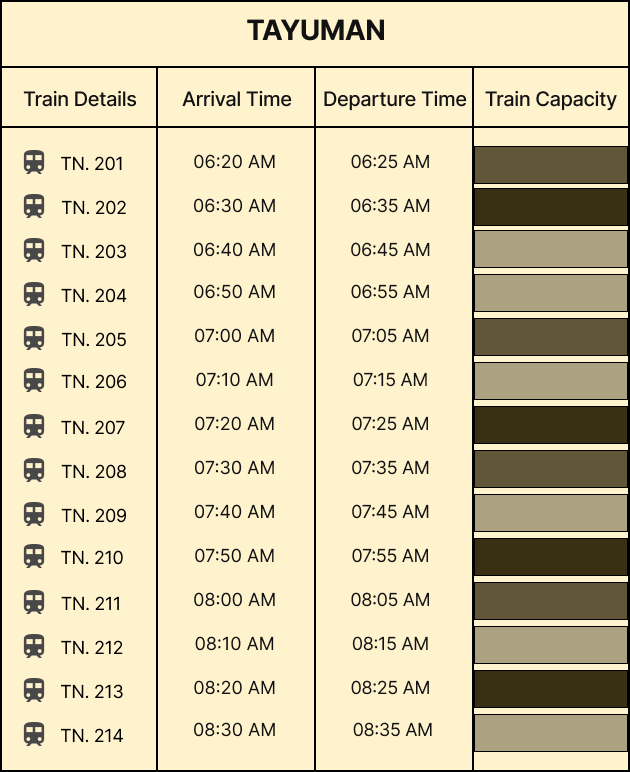 TAYUMAN
Train Details Arrival Time Departure Time Train Capacity
TN. 201 06:20 AM 06:25 AM
TN. 202 06:30 AM 06:35 AM
TN. 203 06:40 AM 06:45 AM
TN. 204 06:50 AM 06:55 AM
TN. 205 07:00 AM 07:05 AM
TN. 206 07:10 AM 07:15 AM
TN. 207 07:20 AM 07:25 AM
TN. 208 07:30 AM 07:35 AM
TN. 209 07:40 AM 07:45 AM
TN. 210 07:50 AM 07:55 AM
TN. 211 08:00 AM 08:05 AM
TN. 212 08:10 AM 08:15 AM
TN. 213 08:20 AM 08:25 AM
TN. 214 08:30 AM 08:35 AM